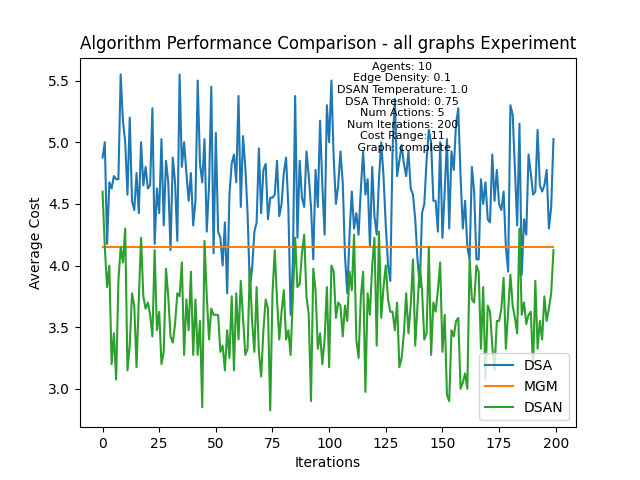 Algorithm Performance Comparison - all graphs Experiment
Agents: 10
Edge Density: 0.1
DSAN Temperature: 1.0
DSA Threshold: 0.75
Num Actions: 5
Num Iterations: 200
Cost Range: 11
Graph: complete
Average Cost
5.5
5.0
4.5
4.0
3.5
3.0
0
25
50
75
100
125
150
175
200
Iterations
DSA
MGM
DSAN